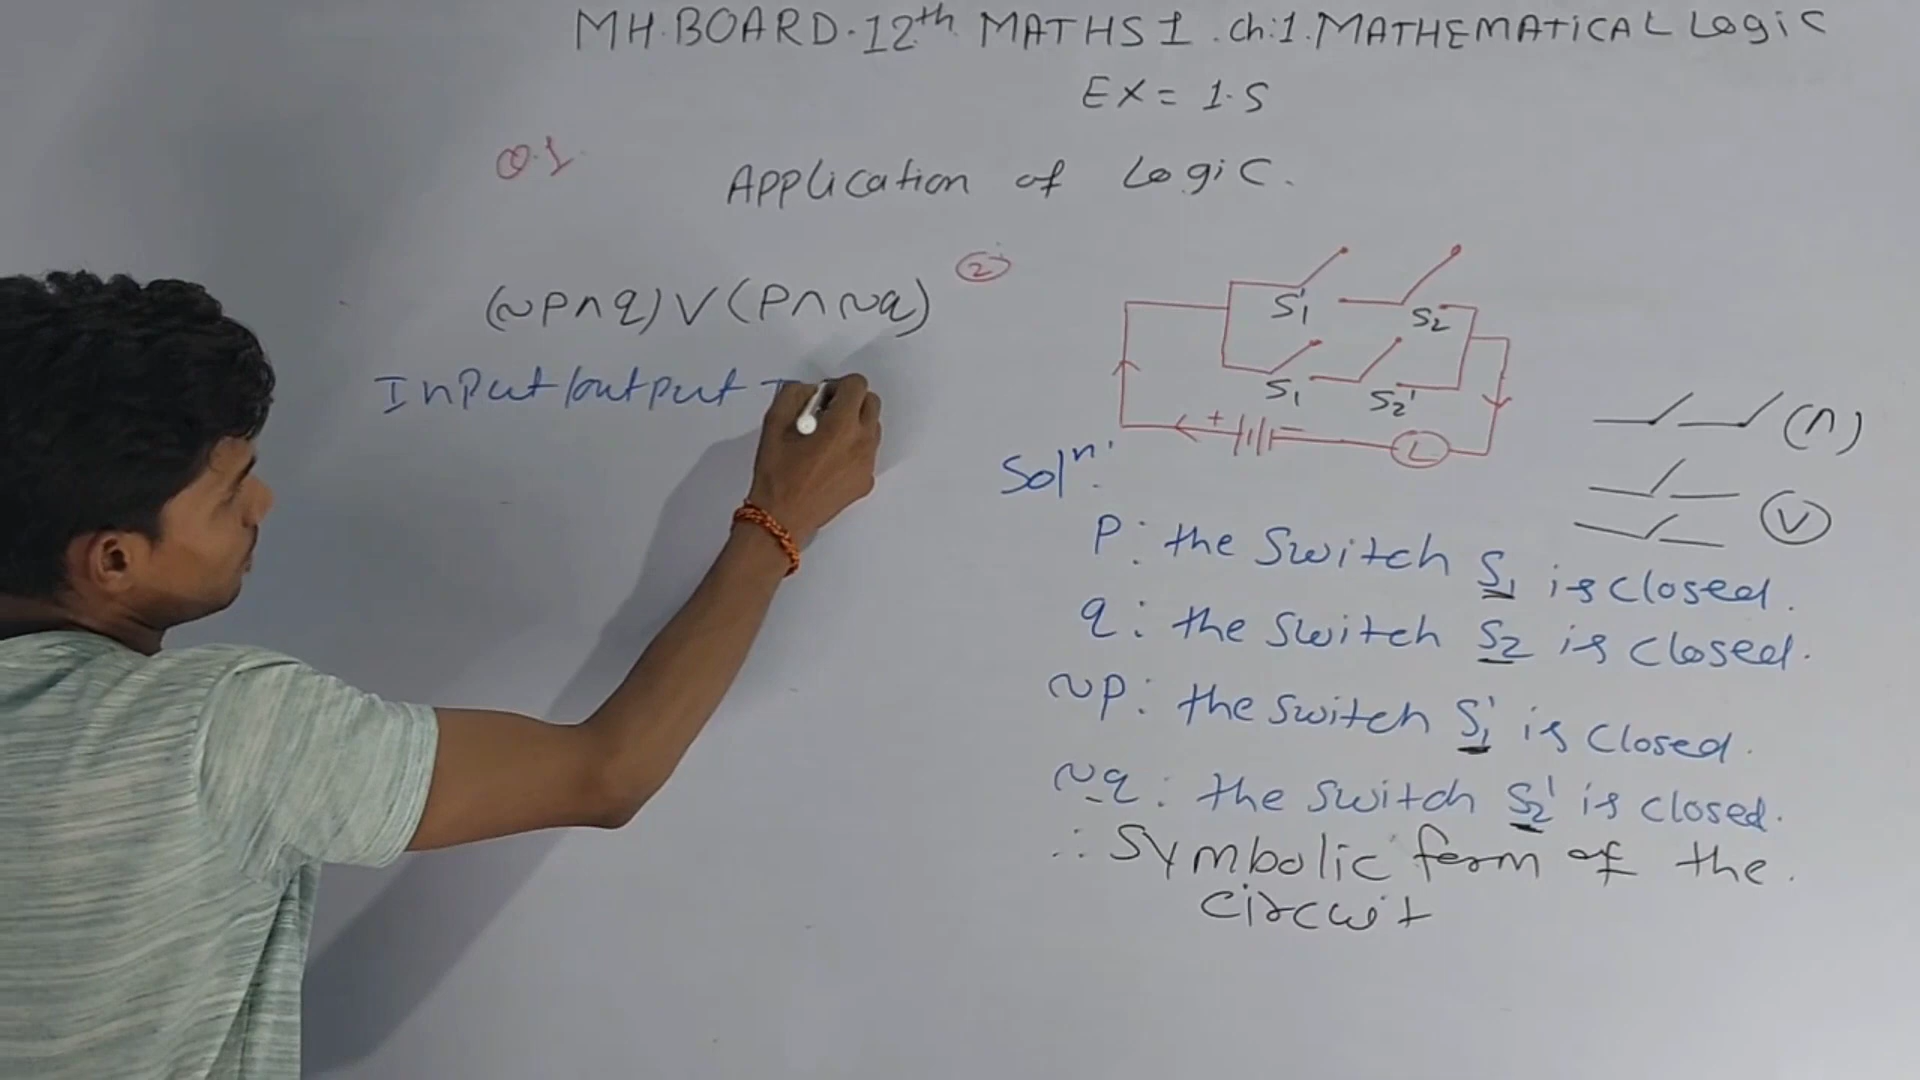 MH.BOARD.12th MATHS 1 .ch:1.MATHEMATICAL LogiC
EX = 1.5
Q.1
Application of LogiC.
(∼p∧q)∨(p∧∼q)
2
Input/output T
S₁' S₂
S₁ S₂'
+ −
L
(∧)
V
Solⁿ.
P: the Switch S₁ is closed.
q: the switch S₂ is closed.
∼p: the switch S₁' is closed.
∼q: the switch S₂' is closed.
∴ Symbolic form of the.
circuit